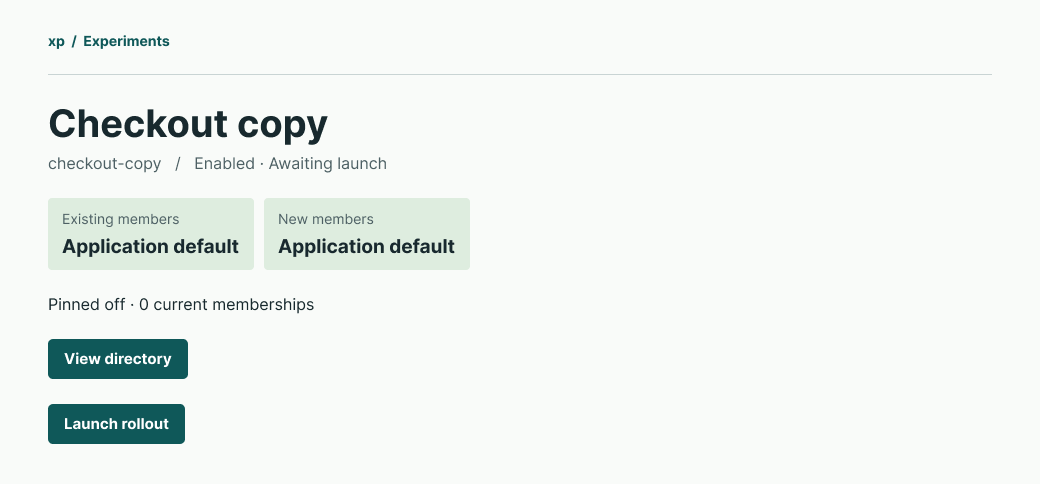 xp / Experiments
Checkout copy
checkout-copy / Enabled · Awaiting launch
Existing members
Application default
New members
Application default
Pinned off · 0 current memberships
View directory
Launch rollout